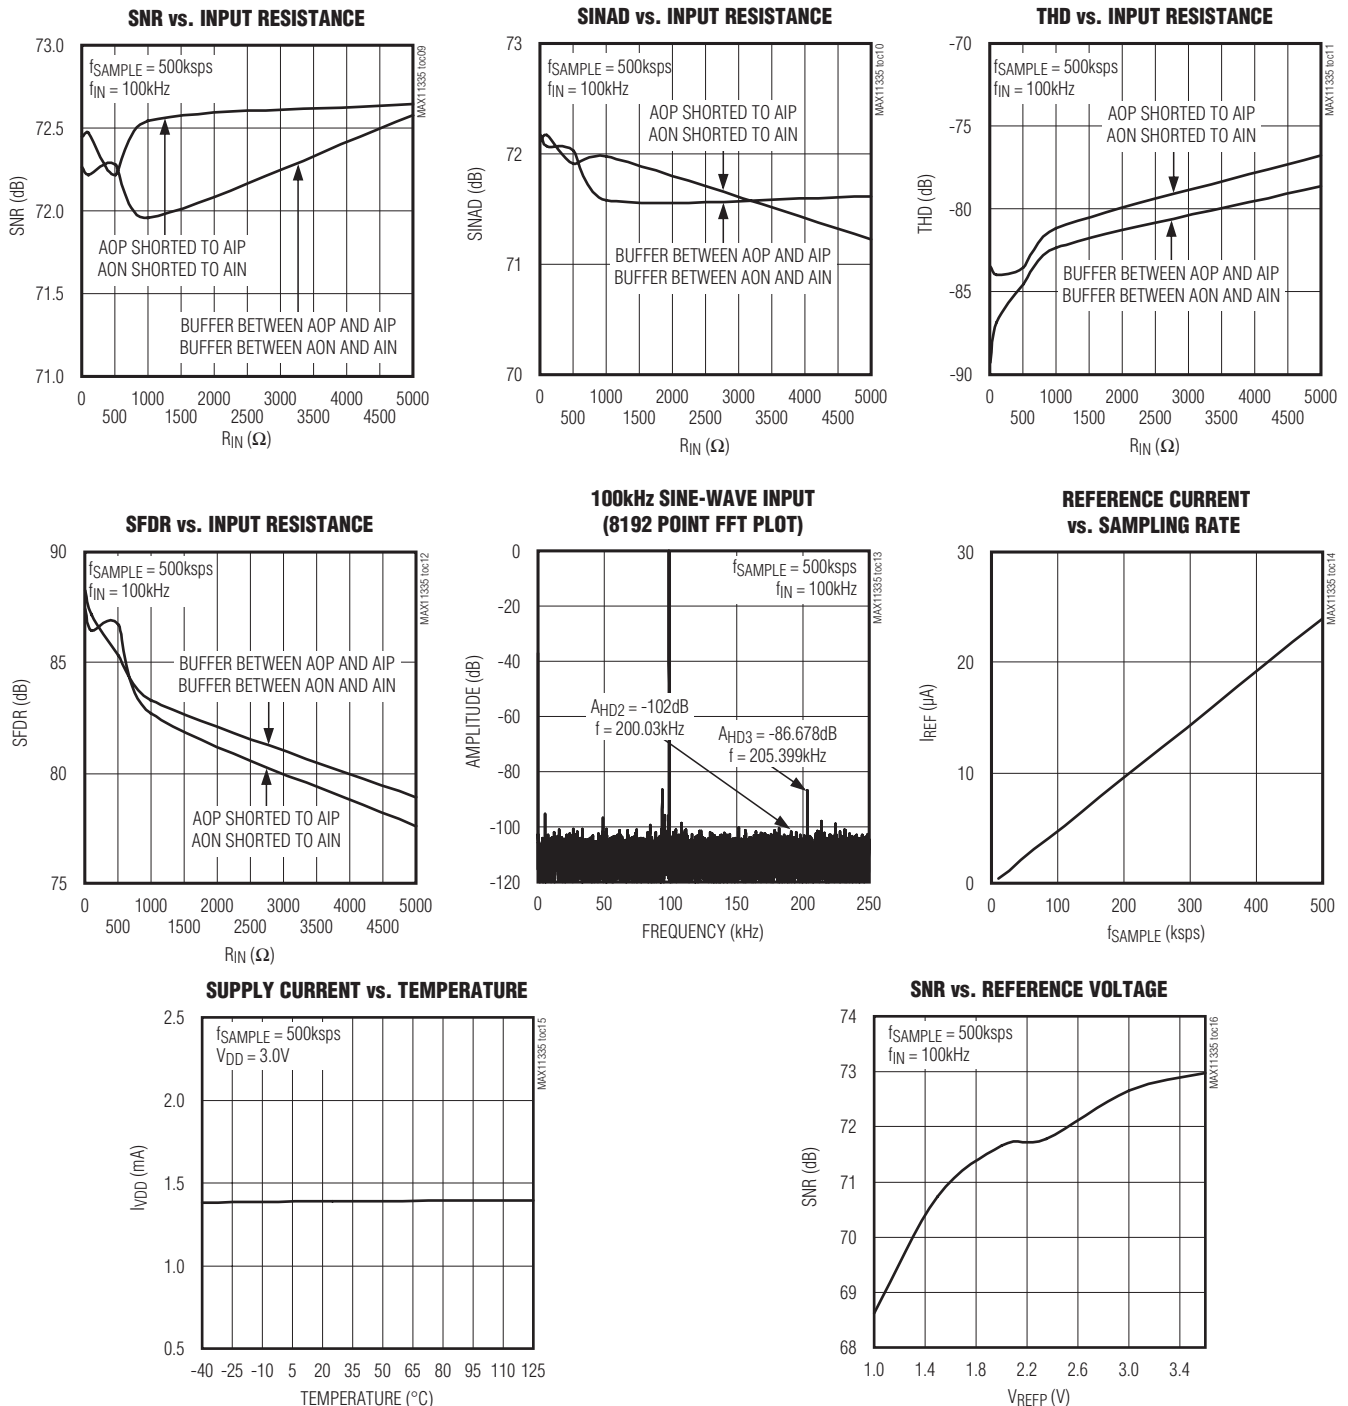 SNR vs. INPUT RESISTANCE
73.0
72.5
72.0
71.5
71.0
SNR (dB)
fSAMPLE = 500ksps
fIN = 100kHz
MAX11335 toc09
AOP SHORTED TO AIP
AON SHORTED TO AIN
BUFFER BETWEEN AOP AND AIP
BUFFER BETWEEN AON AND AIN
0 1000 2000 3000 4000 5000
500 1500 2500 3500 4500
RIN (Ω)
SINAD vs. INPUT RESISTANCE
73
72
71
70
SINAD (dB)
fSAMPLE = 500ksps
fIN = 100kHz
MAX11335 toc10
AOP SHORTED TO AIP
AON SHORTED TO AIN
BUFFER BETWEEN AOP AND AIP
BUFFER BETWEEN AON AND AIN
0 1000 2000 3000 4000 5000
500 1500 2500 3500 4500
RIN (Ω)
THD vs. INPUT RESISTANCE
-70
-75
-80
-85
-90
THD (dB)
fSAMPLE = 500ksps
fIN = 100kHz
MAX11335 toc11
AOP SHORTED TO AIP
AON SHORTED TO AIN
BUFFER BETWEEN AOP AND AIP
BUFFER BETWEEN AON AND AIN
0 1000 2000 3000 4000 5000
500 1500 2500 3500 4500
RIN (Ω)
SFDR vs. INPUT RESISTANCE
90
85
80
75
SFDR (dB)
fSAMPLE = 500ksps
fIN = 100kHz
MAX11335 toc12
BUFFER BETWEEN AOP AND AIP
BUFFER BETWEEN AON AND AIN
AOP SHORTED TO AIP
AON SHORTED TO AIN
0 1000 2000 3000 4000 5000
500 1500 2500 3500 4500
RIN (Ω)
100kHz SINE-WAVE INPUT
(8192 POINT FFT PLOT)
0
-20
-40
-60
-80
-100
-120
AMPLITUDE (dB)
fSAMPLE = 500ksps
fIN = 100kHz
MAX11335 toc13
AHD2 = -102dB
f = 200.03kHz
AHD3 = -86.678dB
f = 205.399kHz
0 50 100 150 200 250
FREQUENCY (kHz)
REFERENCE CURRENT
vs. SAMPLING RATE
30
20
10
0
IREF (µA)
MAX11335 toc14
0 100 200 300 400 500
fSAMPLE (ksps)
SUPPLY CURRENT vs. TEMPERATURE
2.5
2.0
1.5
1.0
0.5
IVDD (mA)
fSAMPLE = 500ksps
VDD = 3.0V
MAX11335 toc15
-40 -25 -10 5 20 35 50 65 80 95 110 125
TEMPERATURE (°C)
SNR vs. REFERENCE VOLTAGE
74
73
72
71
70
69
68
SNR (dB)
fSAMPLE = 500ksps
fIN = 100kHz
MAX11335 toc16
1.0 1.4 1.8 2.2 2.6 3.0 3.4
VREFP (V)